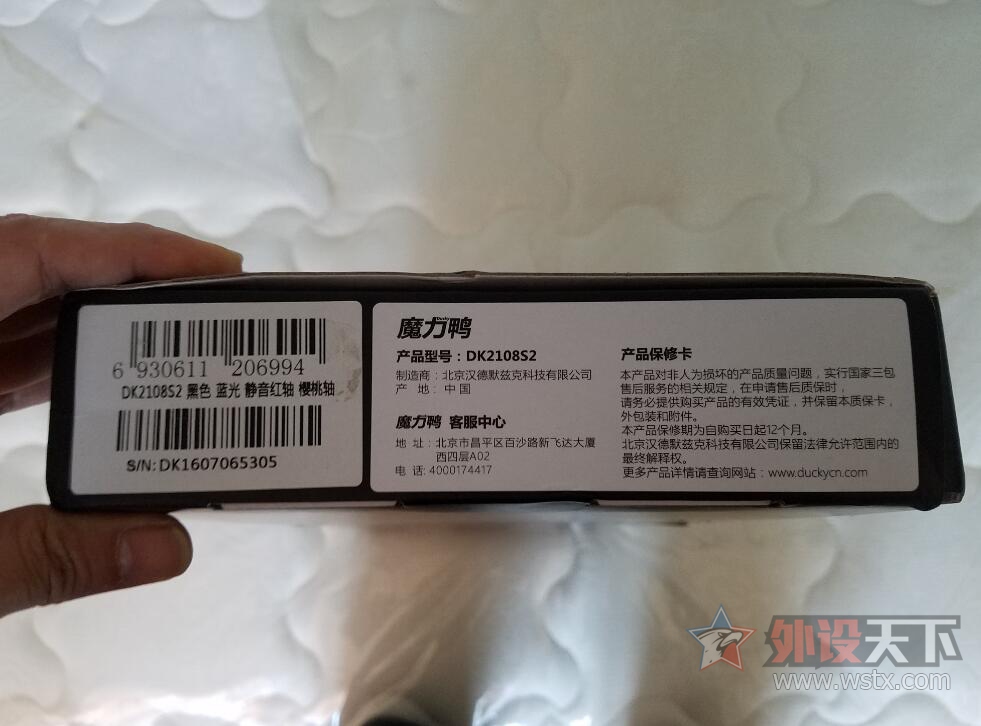 6 930611 206994
DK2108S2 黑色 蓝光 静音红轴 樱桃轴
S/N: DK1607065305
魔力鸭
Ducky
产品型号：DK2108S2
制造商：北京汉德默兹克科技有限公司
产 地：中 国
魔力鸭 客服中心
地 址：北京市昌平区百沙路新飞达大厦
西四层A02
电 话: 4000174417
产品保修卡
本产品对非人为损坏的产品质量问题，实行国家三包
售后服务的相关规定，在申请售后质保时，
请务必提供购买产品的有效凭证，并保留本质保卡，
外包装和附件。
本产品保修期为自购买日起12个月。
北京汉德默兹克科技有限公司保留法律允许范围内的
最终解释权。
更多产品详情请查询网站：www.duckycn.com
外设天下
www.wstx.com